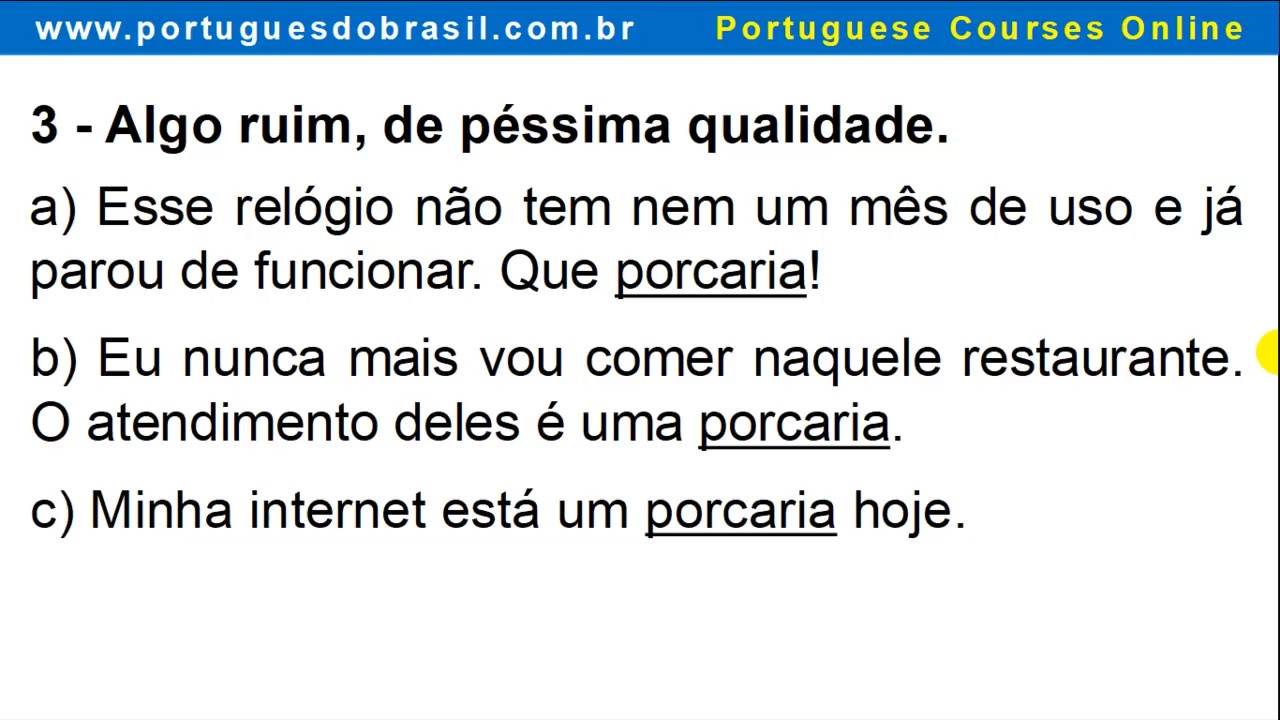 www.portuguesdobrasil.com.br Portuguese Courses Online
3 - Algo ruim, de péssima qualidade.
a) Esse relógio não tem nem um mês de uso e já
parou de funcionar. Que porcaria!
b) Eu nunca mais vou comer naquele restaurante.
O atendimento deles é uma porcaria.
c) Minha internet está um porcaria hoje.